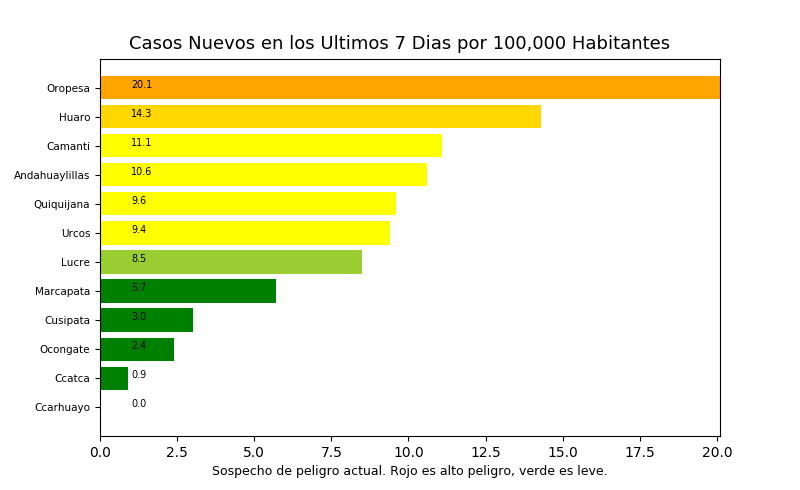 Casos Nuevos en los Ultimos 7 Dias por 100,000 Habitantes
Oropesa 20.1
Huaro 14.3
Camanti 11.1
Andahuaylillas 10.6
Quiquijana 9.6
Urcos 9.4
Lucre 8.5
Marcapata 5.7
Cusipata 3.0
Ocongate 2.4
Ccatca 0.9
Ccarhuayo 0.0
0.0 2.5 5.0 7.5 10.0 12.5 15.0 17.5 20.0
Sospecho de peligro actual. Rojo es alto peligro, verde es leve.